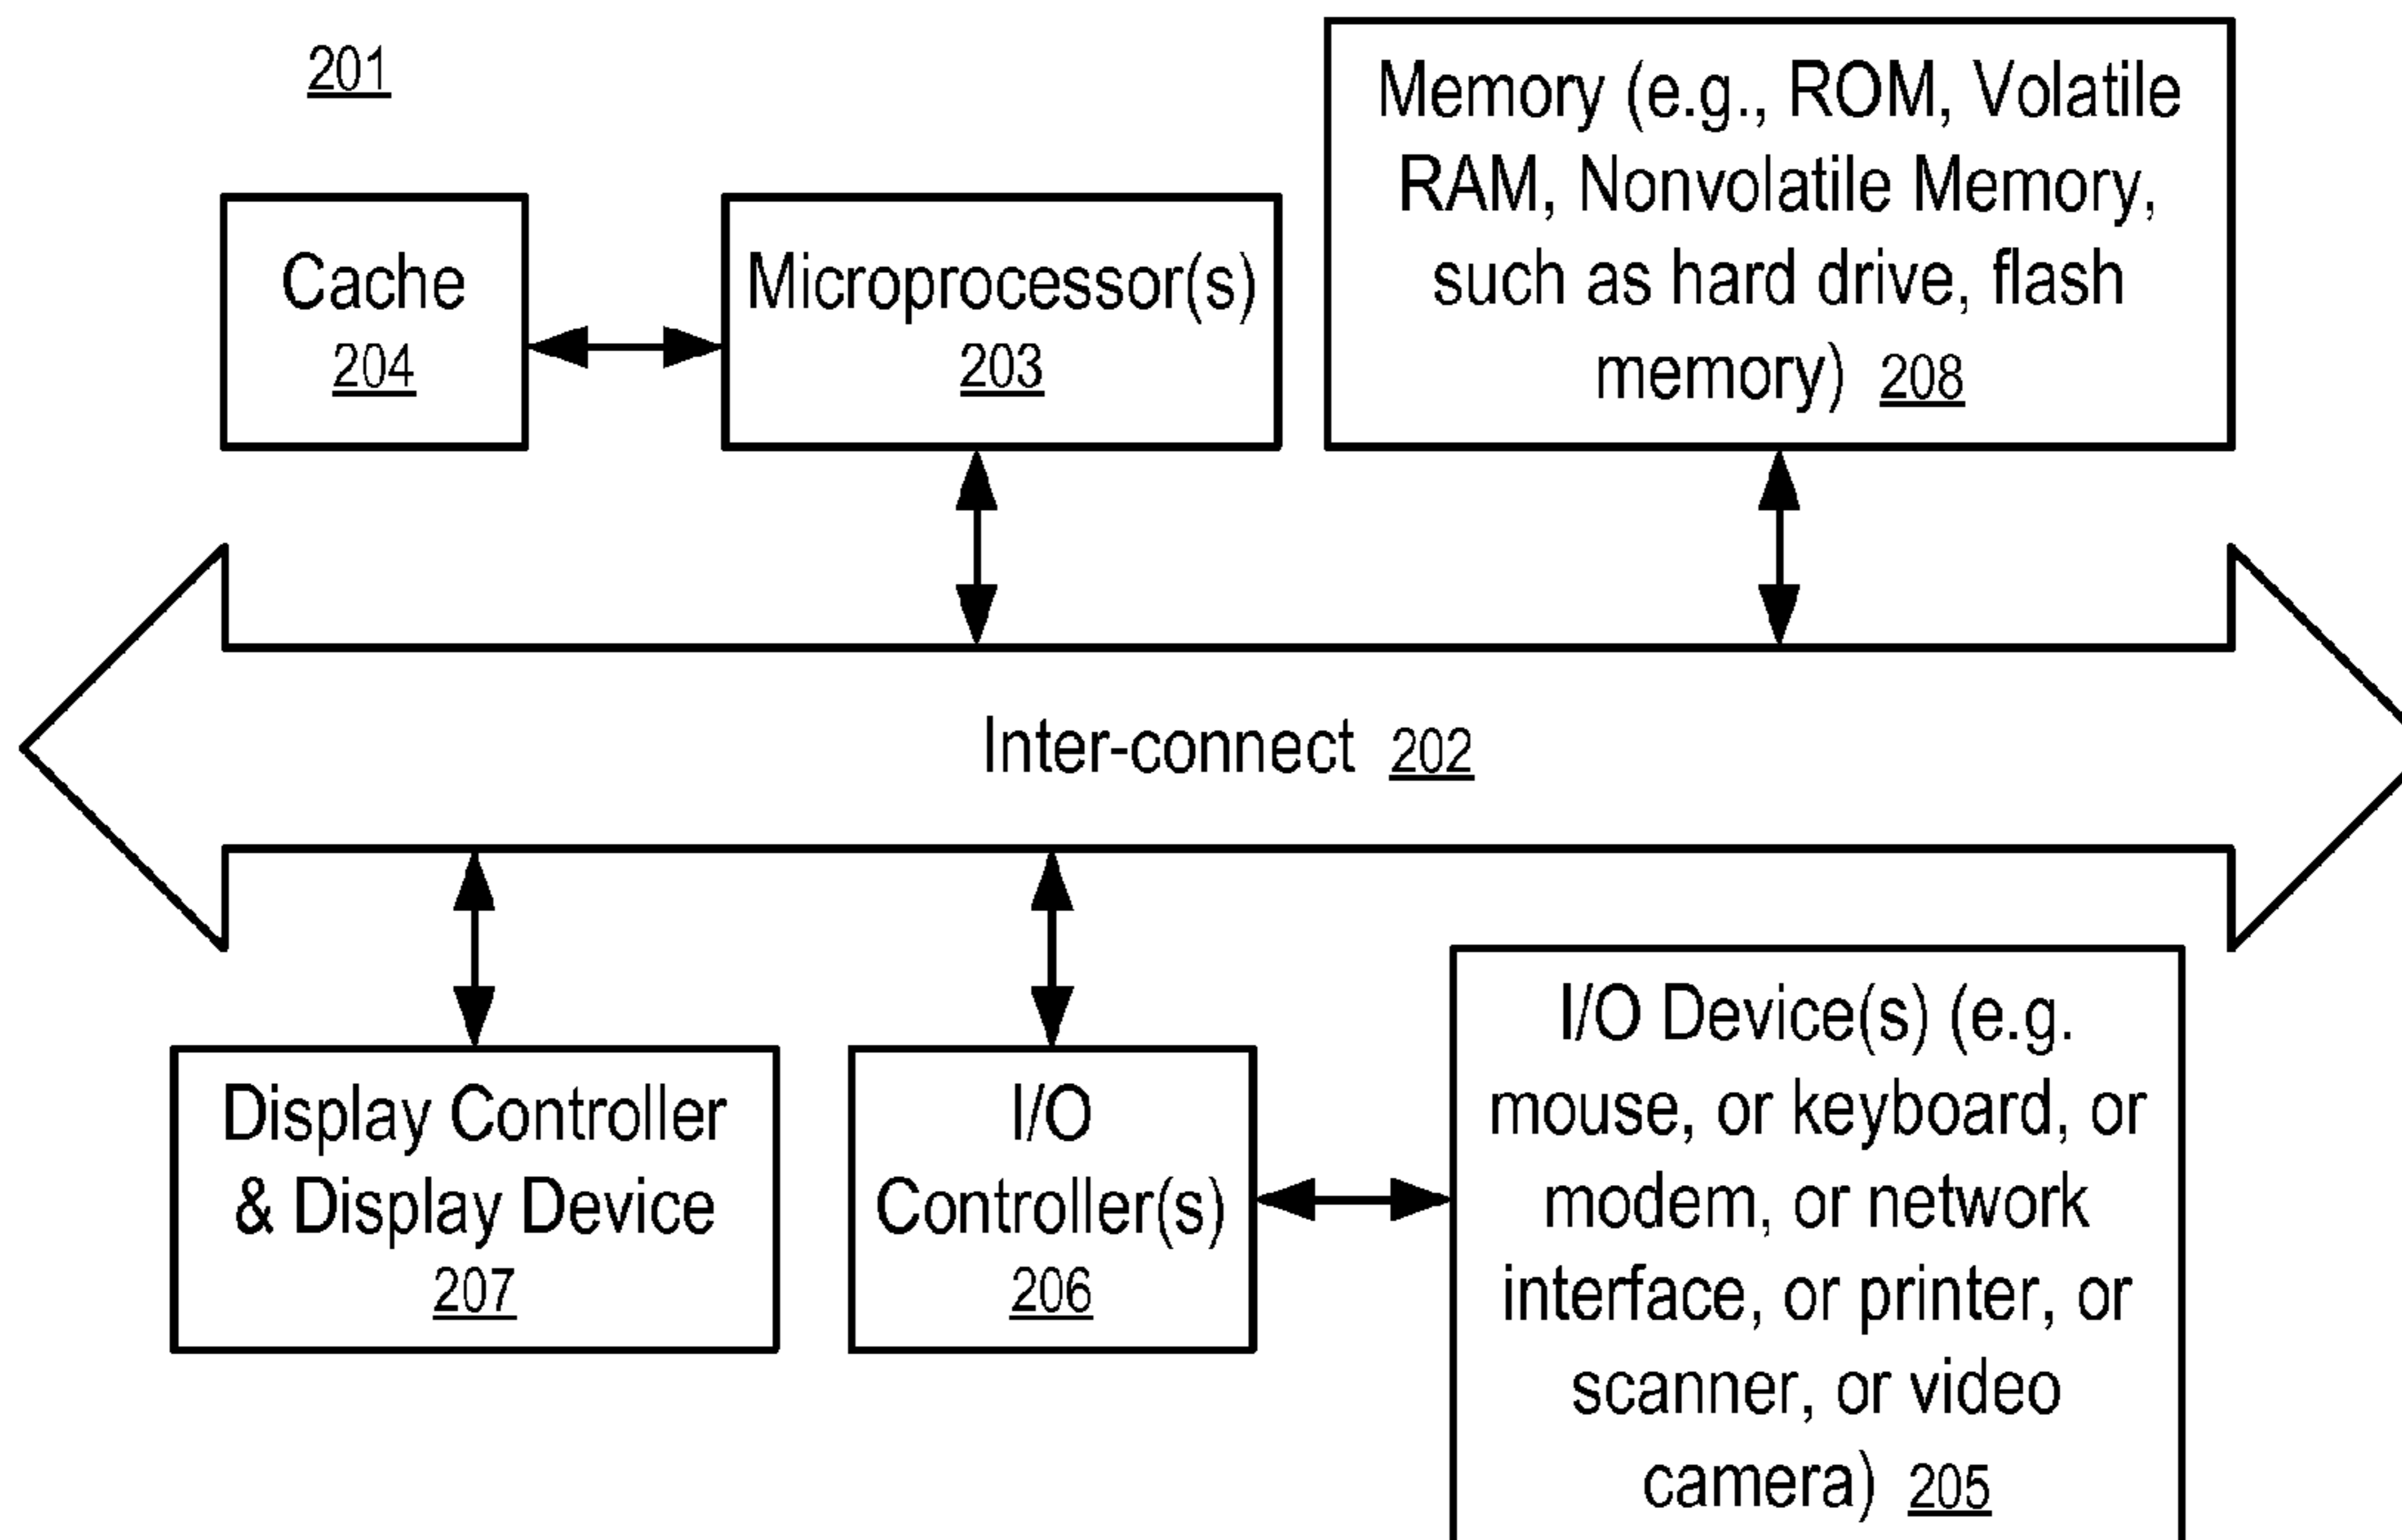 201
Cache
204
Microprocessor(s)
203
Memory (e.g., ROM, Volatile
RAM, Nonvolatile Memory,
such as hard drive, flash
memory) 208
Inter-connect 202
Display Controller
& Display Device
207
I/O
Controller(s)
206
I/O Device(s) (e.g.
mouse, or keyboard, or
modem, or network
interface, or printer, or
scanner, or video
camera) 205